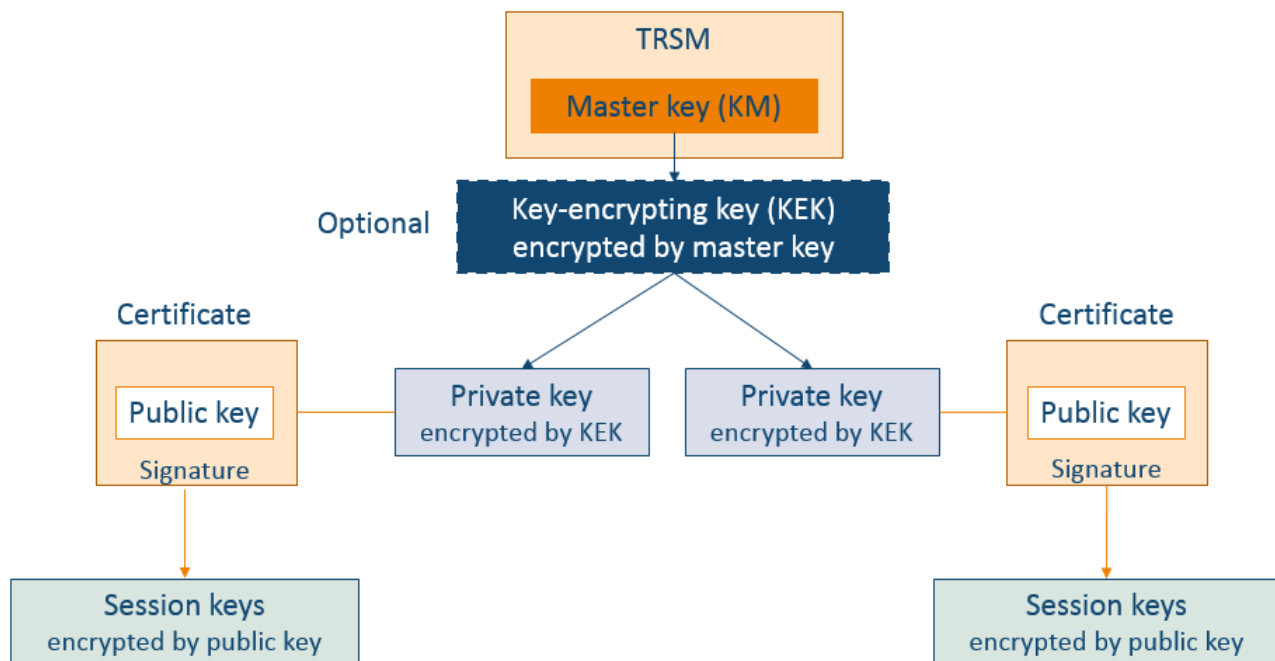 TRSM
Master key (KM)
Optional
Key-encrypting key (KEK)
encrypted by master key
Certificate
Public key
Signature
Private key
encrypted by KEK
Private key
encrypted by KEK
Certificate
Public key
Signature
Session keys
encrypted by public key
Session keys
encrypted by public key